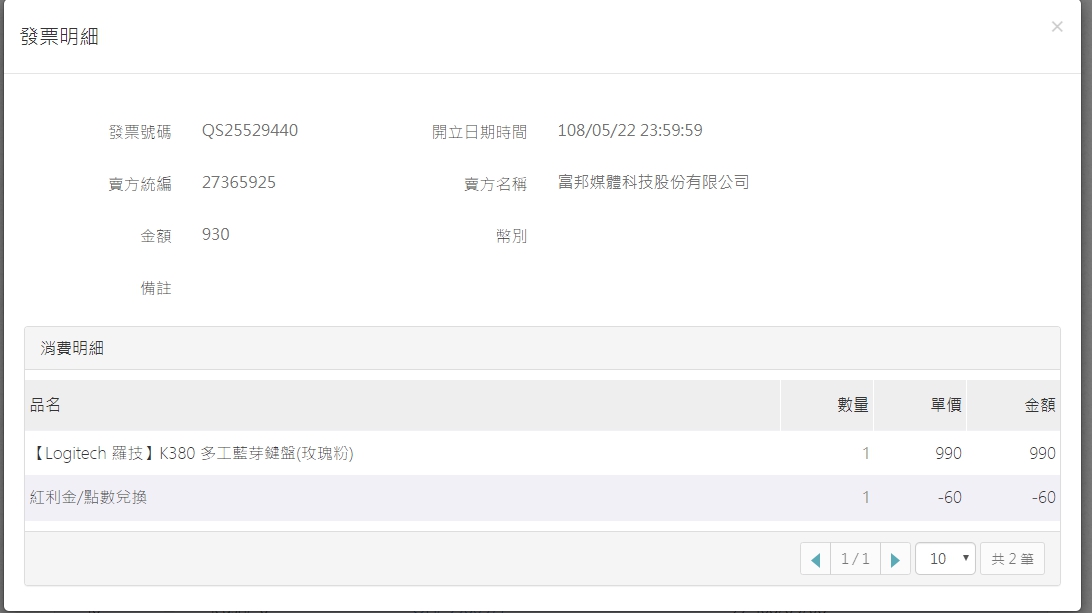 發票明細
×
發票號碼 QS25529440 開立日期時間 108/05/22 23:59:59
賣方統編 27365925 賣方名稱 富邦媒體科技股份有限公司
金額 930 幣別
備註
消費明細
品名 數量 單價 金額
【Logitech 羅技】K380 多工藍芽鍵盤(玫瑰粉) 1 990 990
紅利金/點數兌換 1 -60 -60
1 / 1 10 共 2 筆